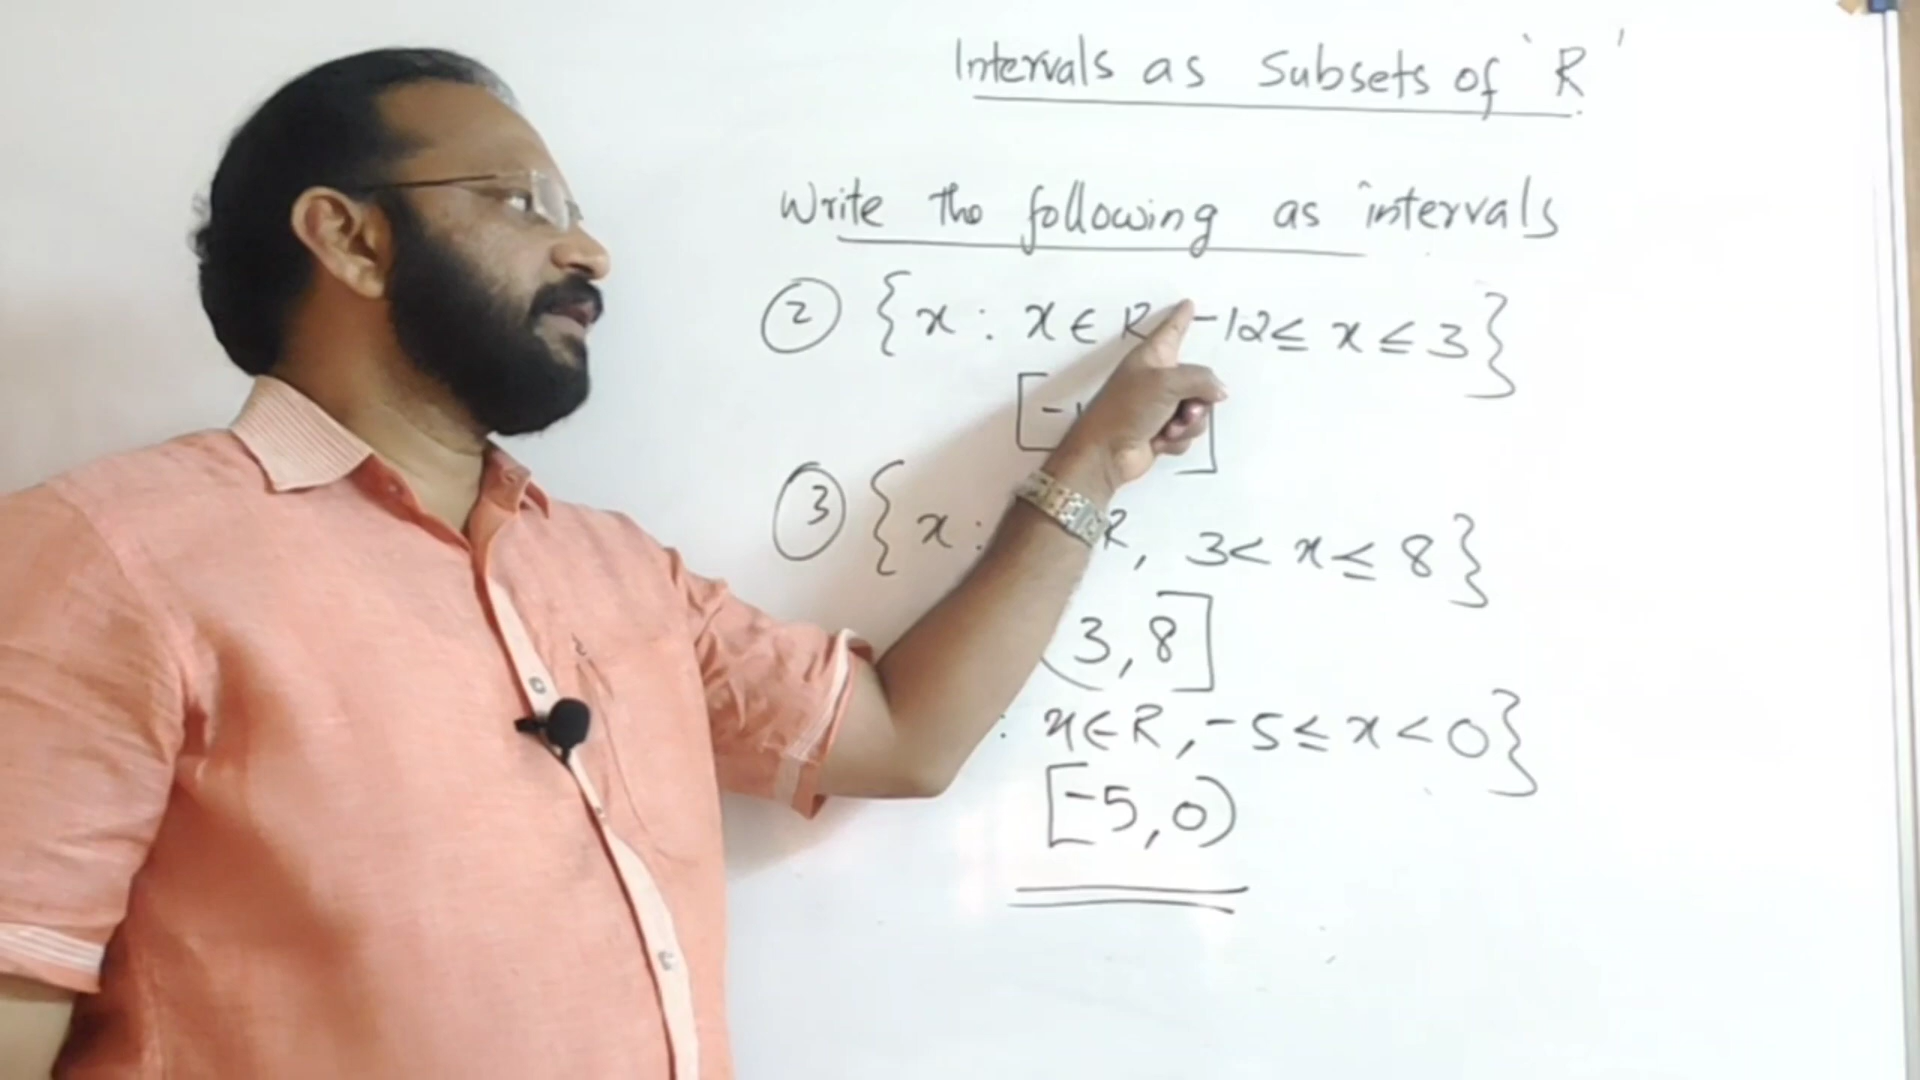 Intervals as Subsets of 'R'
Write the following as intervals
② {x : x ∈ R -12 ≤ x ≤ 3}
[-1 ]
③ {x : R, 3 < x ≤ 8}
(3, 8]
: x ∈ R, -5 ≤ x < 0}
[-5, 0)